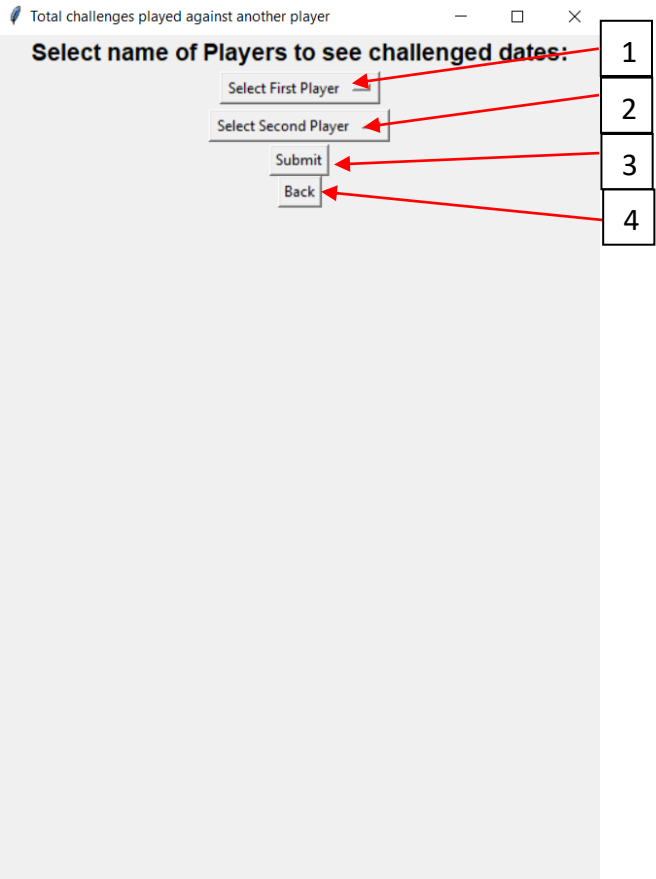 Total challenges played against another player
Select name of Players to see challenged dates:
1
Select First Player
2
Select Second Player
3
Submit
4
Back